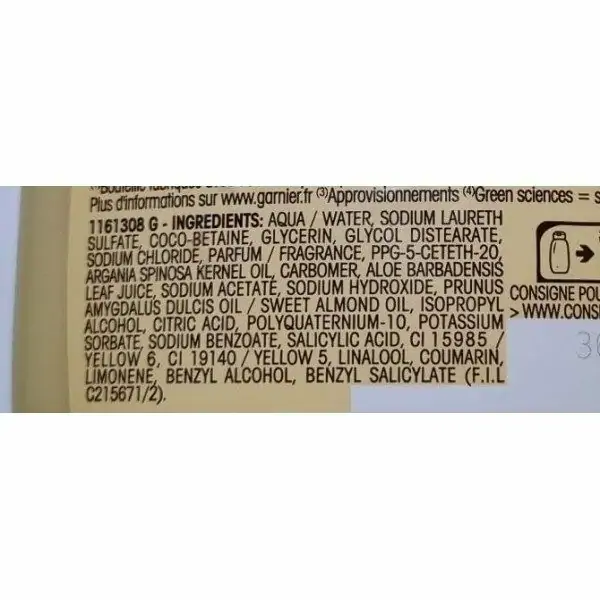 Plus d'informations sur www.garnier.fr (3)Approvisionnements (4)Green sciences = s
1161308 G - INGREDIENTS: AQUA / WATER, SODIUM LAURETH
SULFATE, COCO-BETAINE, GLYCERIN, GLYCOL DISTEARATE,
SODIUM CHLORIDE, PARFUM / FRAGRANCE, PPG-5-CETETH-20,
ARGANIA SPINOSA KERNEL OIL, CARBOMER, ALOE BARBADENSIS
LEAF JUICE, SODIUM ACETATE, SODIUM HYDROXIDE, PRUNUS
AMYGDALUS DULCIS OIL / SWEET ALMOND OIL, ISOPROPYL
ALCOHOL, CITRIC ACID, POLYQUATERNIUM-10, POTASSIUM
SORBATE, SODIUM BENZOATE, SALICYLIC ACID, CI 15985 /
YELLOW 6, CI 19140 / YELLOW 5, LINALOOL, COUMARIN,
LIMONENE, BENZYL ALCOHOL, BENZYL SALICYLATE (F.I.L
C215671/2).
CONSIGNE POU
> WWW.CONSI
36